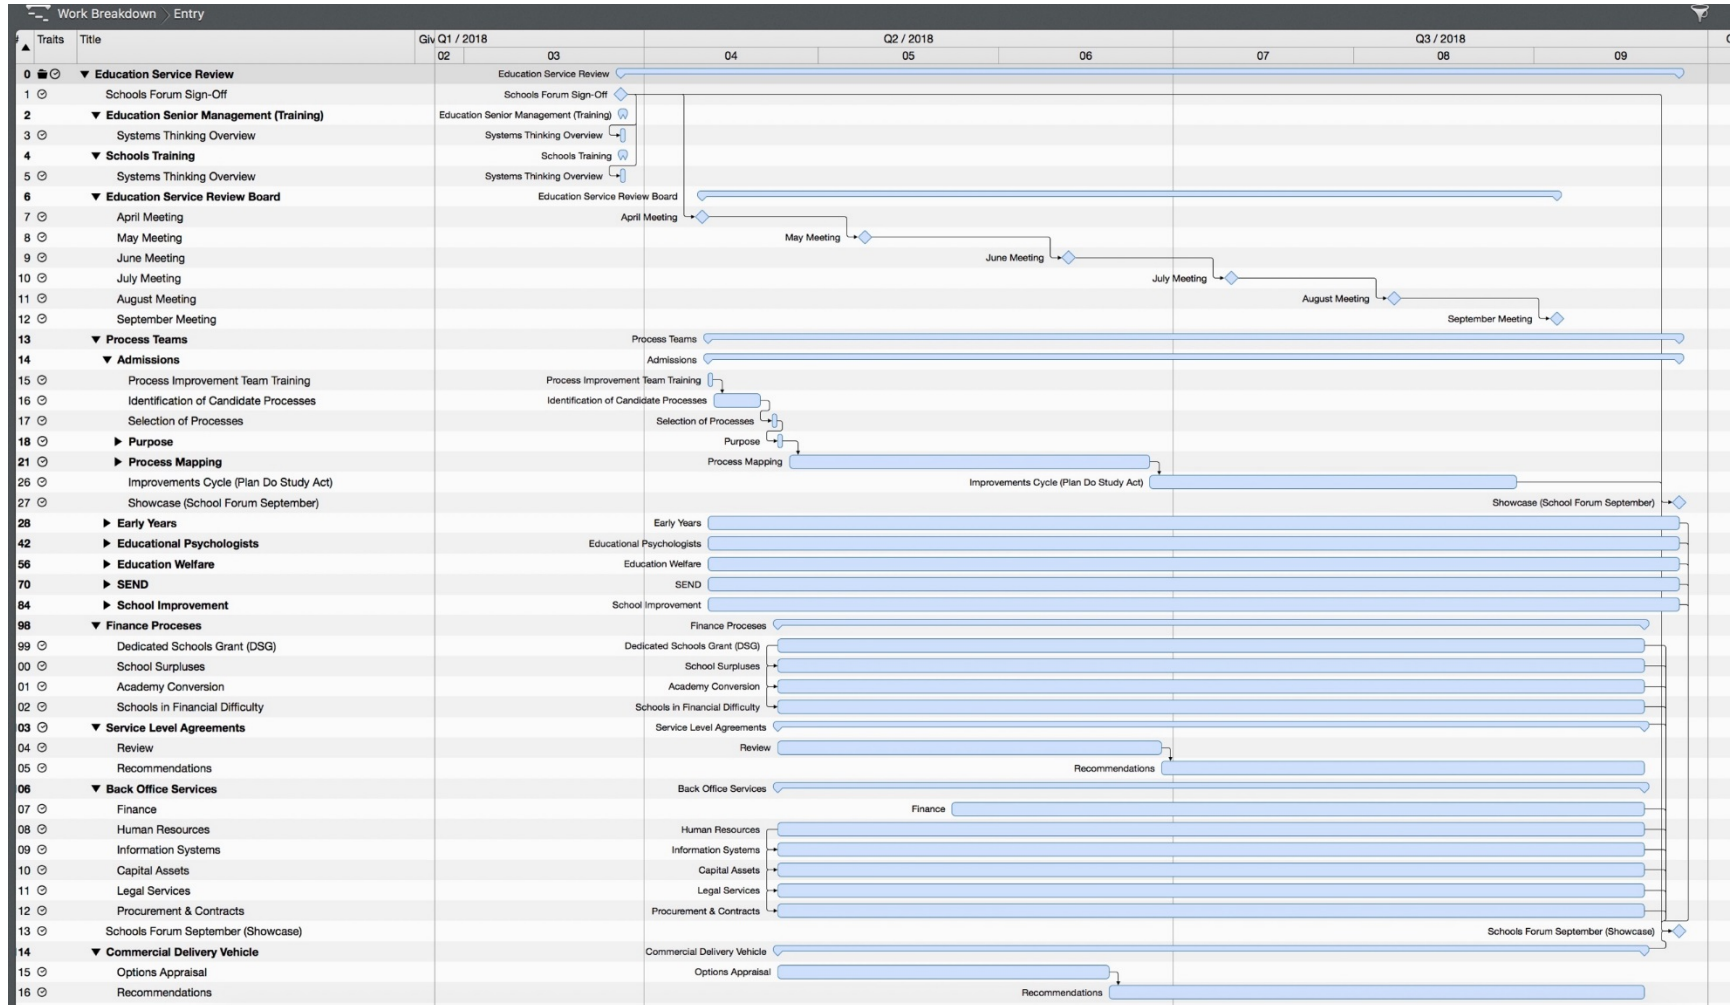 Work Breakdown Entry
# Traits Title Giv Q1 / 2018 Q2 / 2018 Q3 / 2018
02 03 04 05 06 07 08 09
0 Education Service Review Education Service Review
1 Schools Forum Sign-Off Schools Forum Sign-Off
2 Education Senior Management (Training) Education Senior Management (Training)
3 Systems Thinking Overview Systems Thinking Overview
4 Schools Training Schools Training
5 Systems Thinking Overview Systems Thinking Overview
6 Education Service Review Board Education Service Review Board
7 April Meeting April Meeting
8 May Meeting May Meeting
9 June Meeting June Meeting
10 July Meeting July Meeting
11 August Meeting August Meeting
12 September Meeting September Meeting
13 Process Teams Process Teams
14 Admissions Admissions
15 Process Improvement Team Training Process Improvement Team Training
16 Identification of Candidate Processes Identification of Candidate Processes
17 Selection of Processes Selection of Processes
18 Purpose Purpose
21 Process Mapping Process Mapping
26 Improvements Cycle (Plan Do Study Act) Improvements Cycle (Plan Do Study Act)
27 Showcase (School Forum September) Showcase (School Forum September)
28 Early Years Early Years
42 Educational Psychologists Educational Psychologists
56 Education Welfare Education Welfare
70 SEND SEND
84 School Improvement School Improvement
98 Finance Proceses Finance Proceses
99 Dedicated Schools Grant (DSG) Dedicated Schools Grant (DSG)
00 School Surpluses School Surpluses
01 Academy Conversion Academy Conversion
02 Schools in Financial Difficulty Schools in Financial Difficulty
03 Service Level Agreements Service Level Agreements
04 Review Review
05 Recommendations Recommendations
06 Back Office Services Back Office Services
07 Finance Finance
08 Human Resources Human Resources
09 Information Systems Information Systems
10 Capital Assets Capital Assets
11 Legal Services Legal Services
12 Procurement & Contracts Procurement & Contracts
13 Schools Forum September (Showcase) Schools Forum September (Showcase)
14 Commercial Delivery Vehicle Commercial Delivery Vehicle
15 Options Appraisal Options Appraisal
16 Recommendations Recommendations